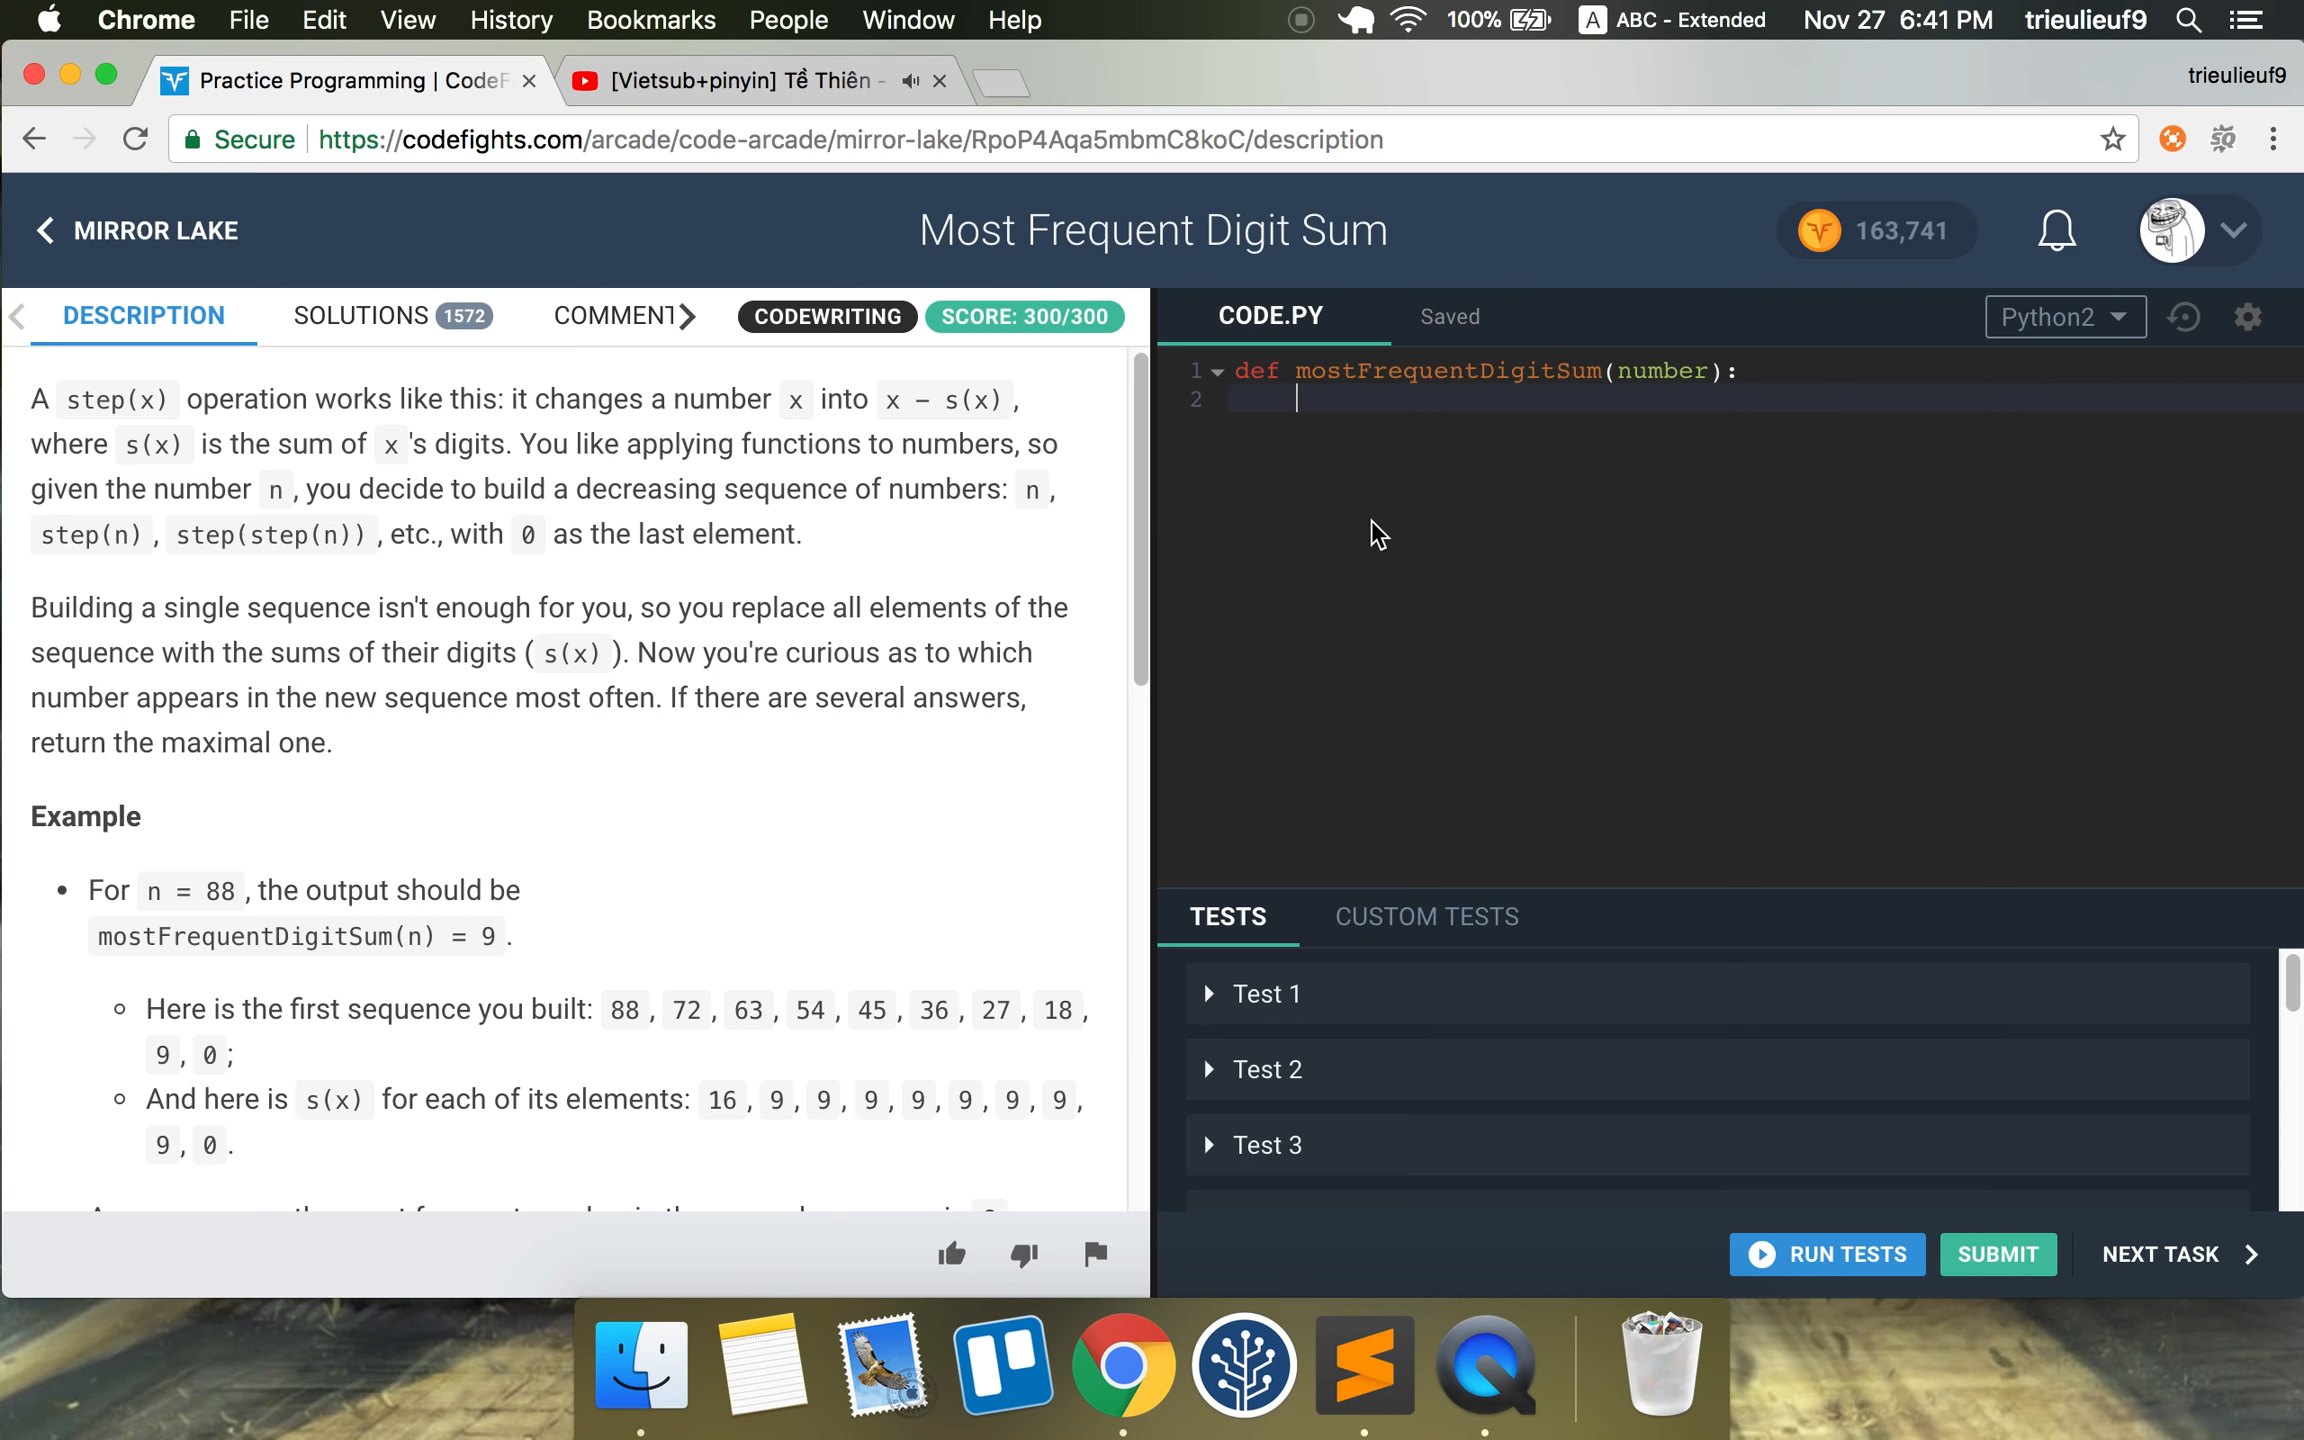 Chrome File Edit View History Bookmarks People Window Help 100% A ABC - Extended Nov 27 6:41 PM trieulieuf9
Practice Programming | CodeF [Vietsub+pinyin] Tề Thiên - trieulieuf9
Secure https://codefights.com/arcade/code-arcade/mirror-lake/RpoP4Aqa5mbmC8koC/description
MIRROR LAKE Most Frequent Digit Sum 163,741
DESCRIPTION SOLUTIONS 1572 COMMENT CODEWRITING SCORE: 300/300 CODE.PY Saved Python2
A step(x) operation works like this: it changes a number x into x - s(x),
where s(x) is the sum of x's digits. You like applying functions to numbers, so
given the number n, you decide to build a decreasing sequence of numbers: n,
step(n), step(step(n)), etc., with 0 as the last element.
Building a single sequence isn't enough for you, so you replace all elements of the
sequence with the sums of their digits (s(x)). Now you're curious as to which
number appears in the new sequence most often. If there are several answers,
return the maximal one.
Example
• For n = 88, the output should be
mostFrequentDigitSum(n) = 9.
Here is the first sequence you built: 88, 72, 63, 54, 45, 36, 27, 18,
9, 0;
And here is s(x) for each of its elements: 16, 9, 9, 9, 9, 9, 9, 9,
9, 0.
1 def mostFrequentDigitSum(number):
2
TESTS CUSTOM TESTS
Test 1
Test 2
Test 3
RUN TESTS SUBMIT NEXT TASK